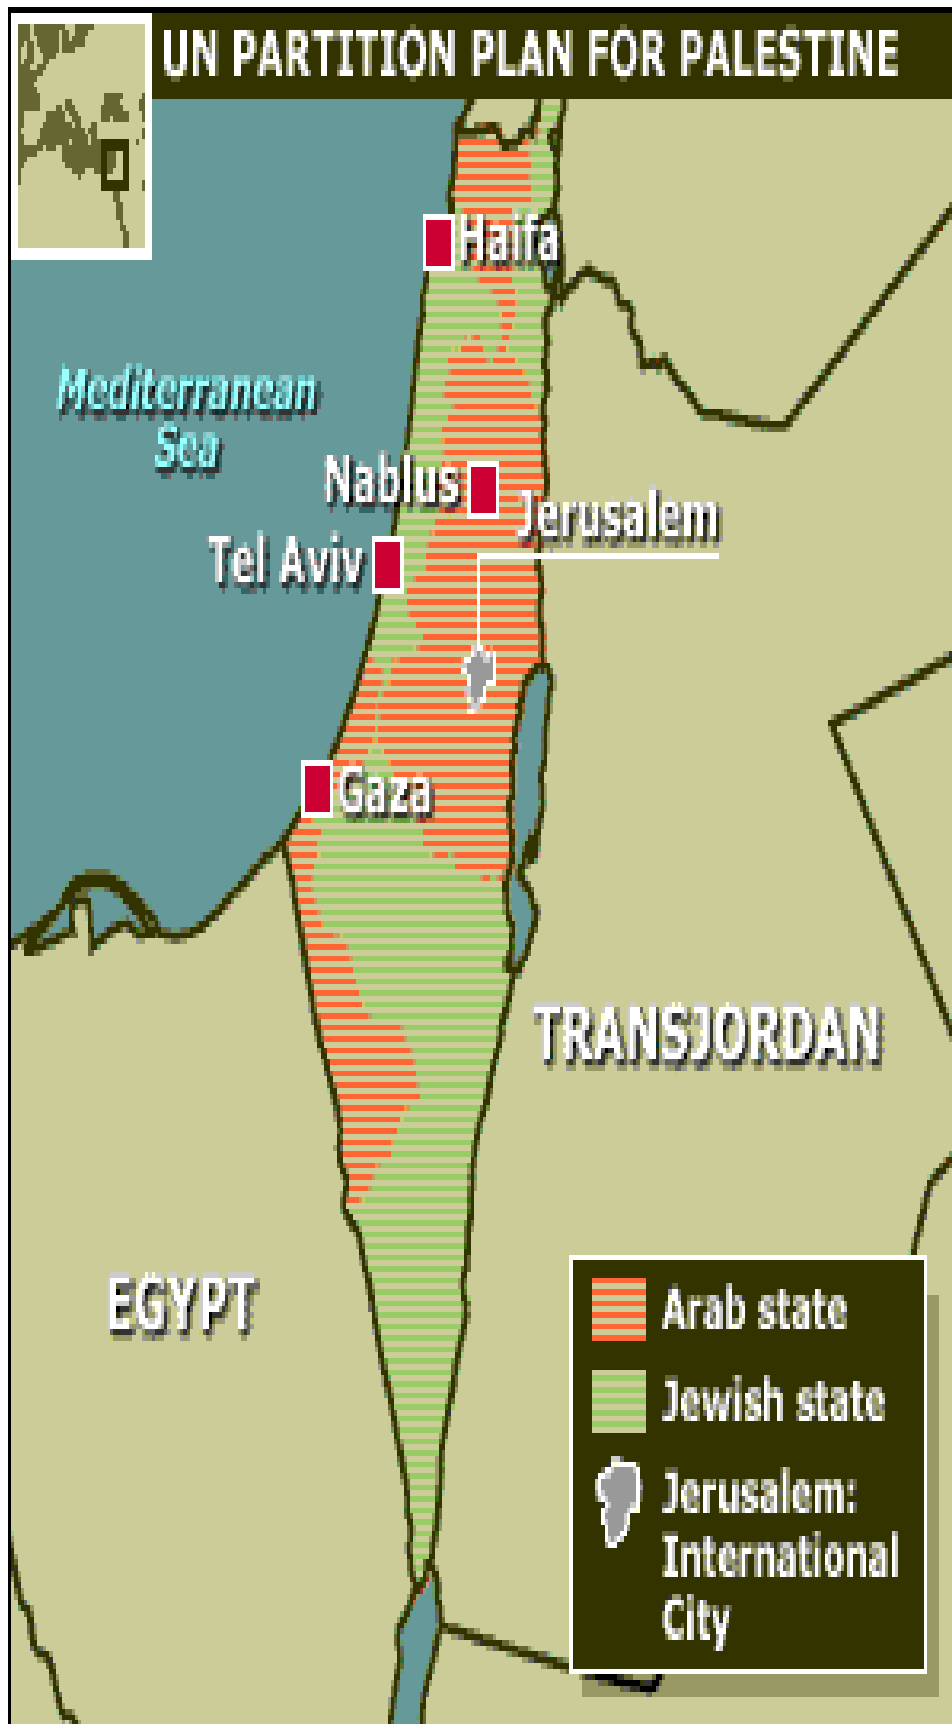 UN PARTITION PLAN FOR PALESTINE
Haifa
Mediterranean
Sea
Nablus
Jerusalem
Tel Aviv
Gaza
TRANSJORDAN
EGYPT
Arab state
Jewish state
Jerusalem:
International
City